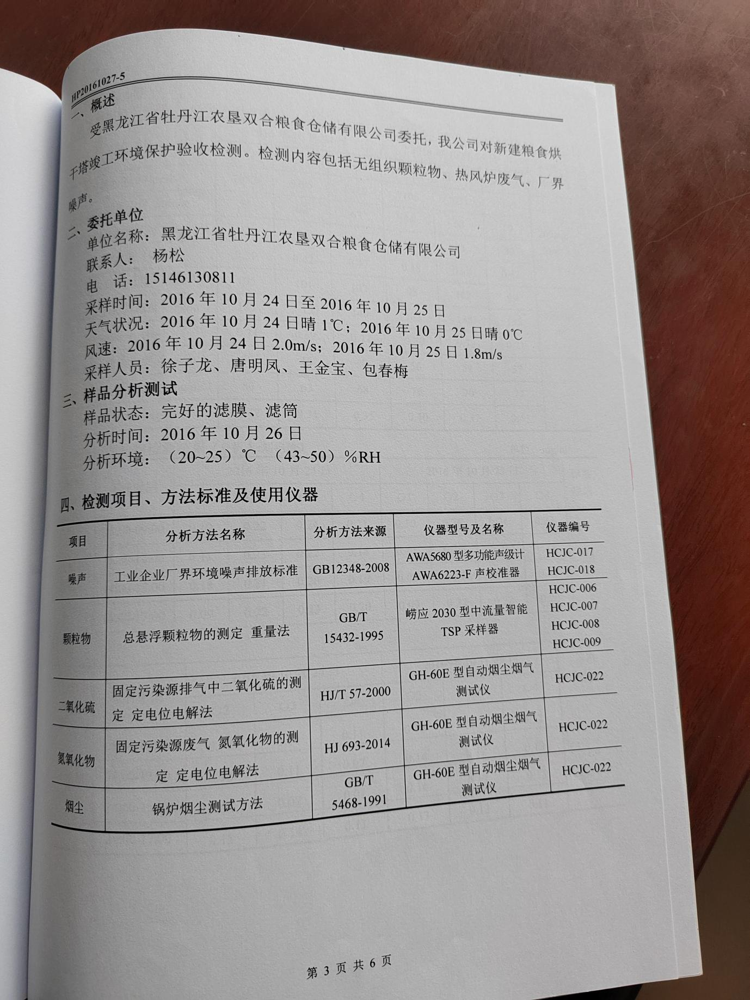 HP20161027-5
一、概述
受黑龙江省牡丹江农垦双合粮食仓储有限公司委托，我公司对新建粮食烘
干塔竣工环境保护验收检测。检测内容包括无组织颗粒物、热风炉废气、厂界
噪声。
二、委托单位
单位名称：黑龙江省牡丹江农垦双合粮食仓储有限公司
联系人： 杨松
电 话：15146130811
采样时间：2016 年 10 月 24 日至 2016 年 10 月 25 日
天气状况：2016 年 10 月 24 日晴 1℃；2016 年 10 月 25 日晴 0℃
风速：2016 年 10 月 24 日 2.0m/s；2016 年 10 月 25 日 1.8m/s
采样人员：徐子龙、唐明凤、王金宝、包春梅
三、样品分析测试
样品状态：完好的滤膜、滤筒
分析时间：2016 年 10 月 26 日
分析环境：（20~25）℃ （43~50）%RH
四、检测项目、方法标准及使用仪器
项目 分析方法名称 分析方法来源 仪器型号及名称 仪器编号
噪声 工业企业厂界环境噪声排放标准 GB12348-2008 AWA5680 型多功能声级计 HCJC-017
AWA6223-F 声校准器 HCJC-018
颗粒物 总悬浮颗粒物的测定 重量法 GB/T 15432-1995 崂应 2030 型中流量智能 HCJC-006
TSP 采样器 HCJC-007
HCJC-008
HCJC-009
二氧化硫 固定污染源排气中二氧化硫的测 HJ/T 57-2000 GH-60E 型自动烟尘烟气 HCJC-022
定 定电位电解法 测试仪
氮氧化物 固定污染源废气 氮氧化物的测 HJ 693-2014 GH-60E 型自动烟尘烟气 HCJC-022
定 定电位电解法 测试仪
烟尘 锅炉烟尘测试方法 GB/T 5468-1991 GH-60E 型自动烟尘烟气 HCJC-022
测试仪
第 3 页 共 6 页